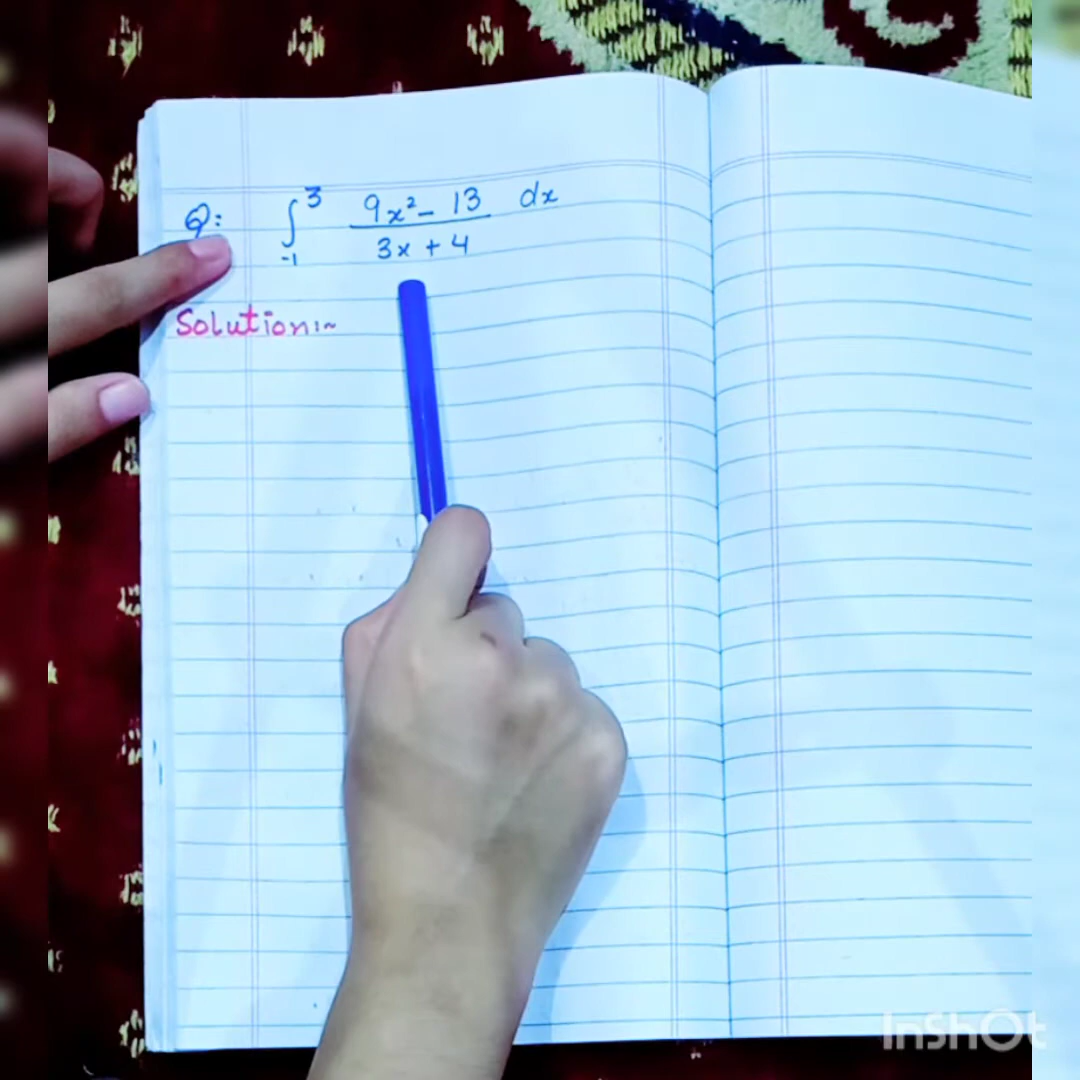 Q: ∫₋₁³ (9x² - 13)/(3x + 4) dx
Solution:~
InShOt